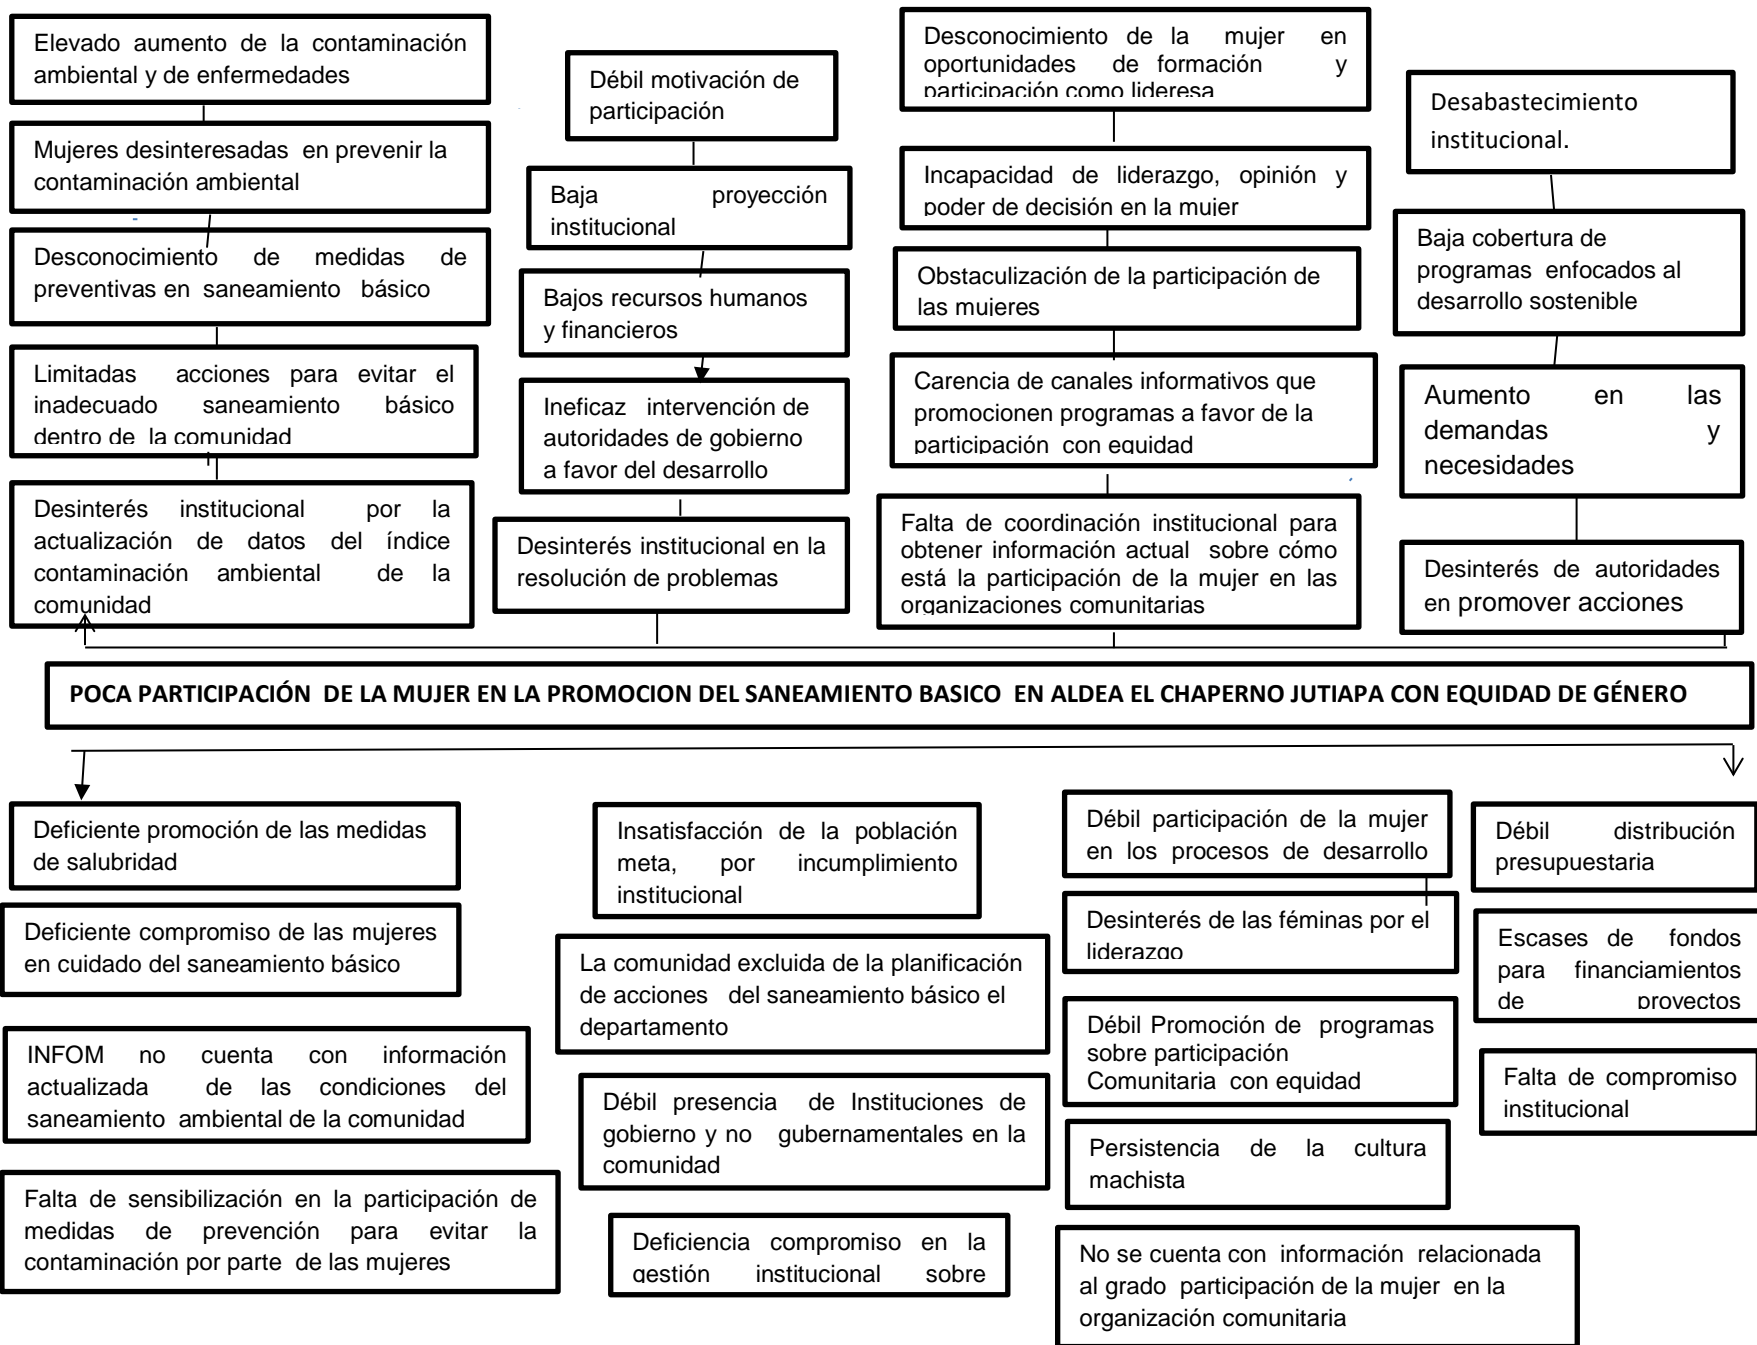 Elevado aumento de la contaminación
ambiental y de enfermedades
Mujeres desinteresadas en prevenir la
contaminación ambiental
Desconocimiento de medidas de
preventivas en saneamiento básico
Limitadas acciones para evitar el
inadecuado saneamiento básico
dentro de la comunidad
Desinterés institucional por la
actualización de datos del índice
contaminación ambiental de la
comunidad
Débil motivación de
participación
Baja proyección
institucional
Bajos recursos humanos
y financieros
Ineficaz intervención de
autoridades de gobierno
a favor del desarrollo
Desinterés institucional en la
resolución de problemas
Desconocimiento de la mujer en
oportunidades de formación y
participación como lideresa
Incapacidad de liderazgo, opinión y
poder de decisión en la mujer
Obstaculización de la participación de
las mujeres
Carencia de canales informativos que
promocionen programas a favor de la
participación con equidad
Falta de coordinación institucional para
obtener información actual sobre cómo
está la participación de la mujer en las
organizaciones comunitarias
Desabastecimiento
institucional.
Baja cobertura de
programas enfocados al
desarrollo sostenible
Aumento en las
demandas y
necesidades
Desinterés de autoridades
en promover acciones
POCA PARTICIPACIÓN DE LA MUJER EN LA PROMOCION DEL SANEAMIENTO BASICO EN ALDEA EL CHAPERNO JUTIAPA CON EQUIDAD DE GÉNERO
Deficiente promoción de las medidas
de salubridad
Deficiente compromiso de las mujeres
en cuidado del saneamiento básico
INFOM no cuenta con información
actualizada de las condiciones del
saneamiento ambiental de la comunidad
Falta de sensibilización en la participación de
medidas de prevención para evitar la
contaminación por parte de las mujeres
Insatisfacción de la población
meta, por incumplimiento
institucional
La comunidad excluida de la planificación
de acciones del saneamiento básico el
departamento
Débil presencia de Instituciones de
gobierno y no gubernamentales en la
comunidad
Deficiencia compromiso en la
gestión institucional sobre
Débil participación de la mujer
en los procesos de desarrollo
Desinterés de las féminas por el
liderazgo
Débil Promoción de programas
sobre participación
Comunitaria con equidad
Persistencia de la cultura
machista
No se cuenta con información relacionada
al grado participación de la mujer en la
organización comunitaria
Débil distribución
presupuestaria
Escases de fondos
para financiamientos
de proyectos
Falta de compromiso
institucional